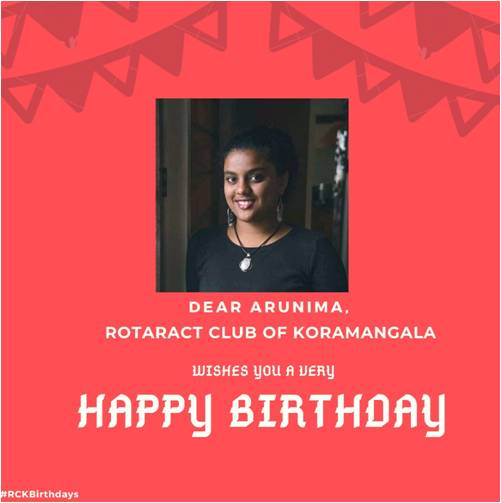 DEAR ARUNIMA,
ROTARACT CLUB OF KORAMANGALA
WISHES YOU A VERY
HAPPY BIRTHDAY
#RCKBirthdays